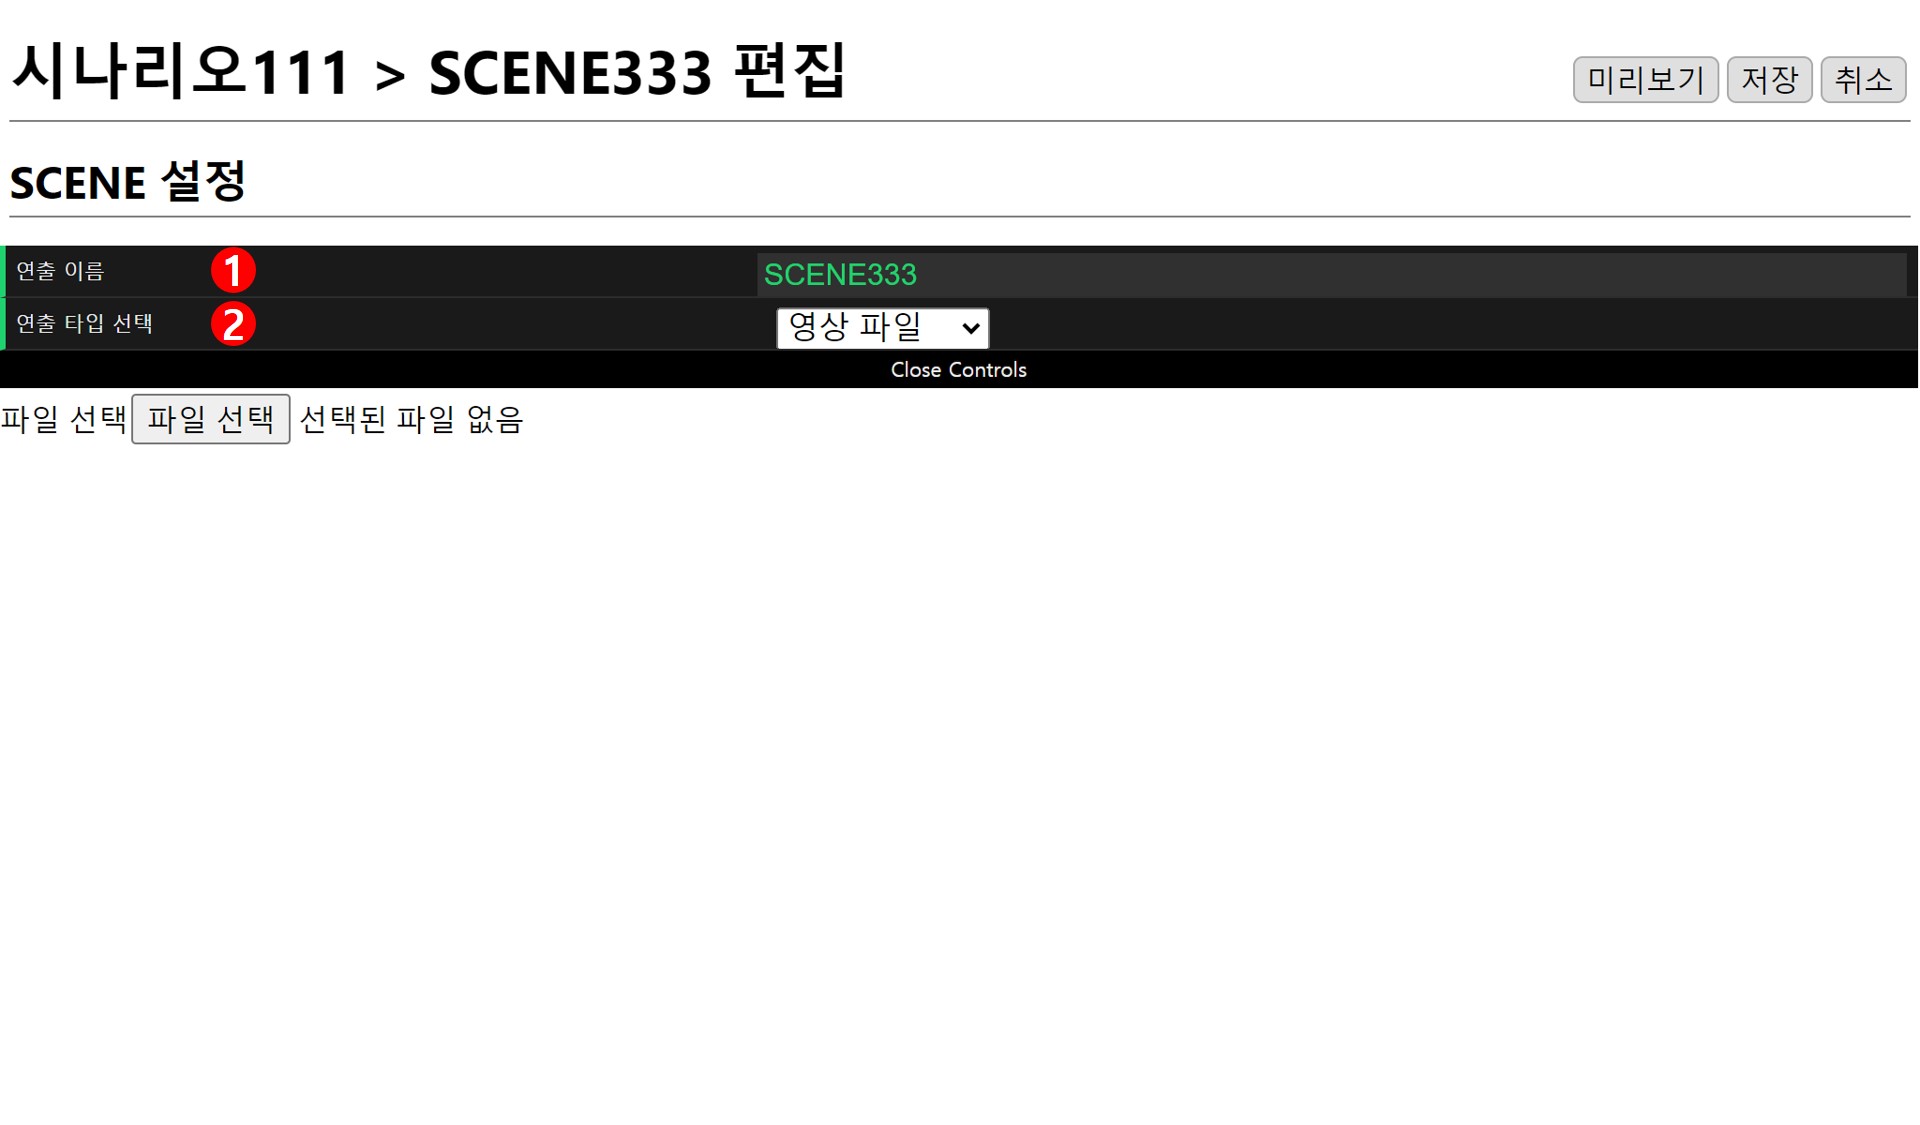 시나리오111 > SCENE333 편집
미리보기 저장 취소
SCENE 설정
연출 이름 1 SCENE333
연출 타입 선택 2 영상 파일
Close Controls
파일 선택 파일 선택 선택된 파일 없음